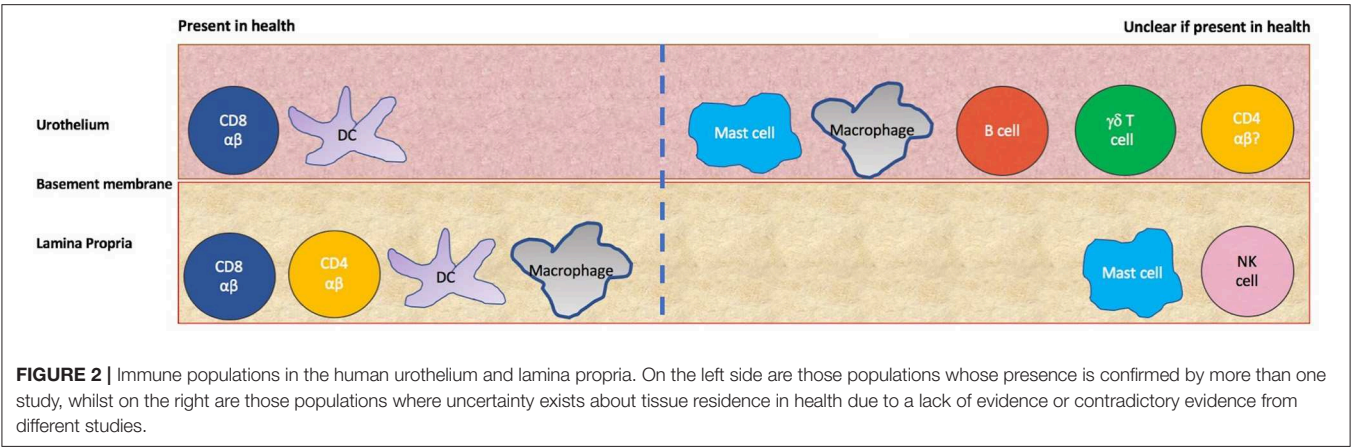 Present in health
Unclear if present in health
Urothelium
CD8
αβ
DC
Mast cell
Macrophage
B cell
γδ T
cell
CD4
αβ?
Basement membrane
Lamina Propria
CD8
αβ
CD4
αβ
DC
Macrophage
Mast cell
NK
cell
FIGURE 2 | Immune populations in the human urothelium and lamina propria. On the left side are those populations whose presence is confirmed by more than one
study, whilst on the right are those populations where uncertainty exists about tissue residence in health due to a lack of evidence or contradictory evidence from
different studies.